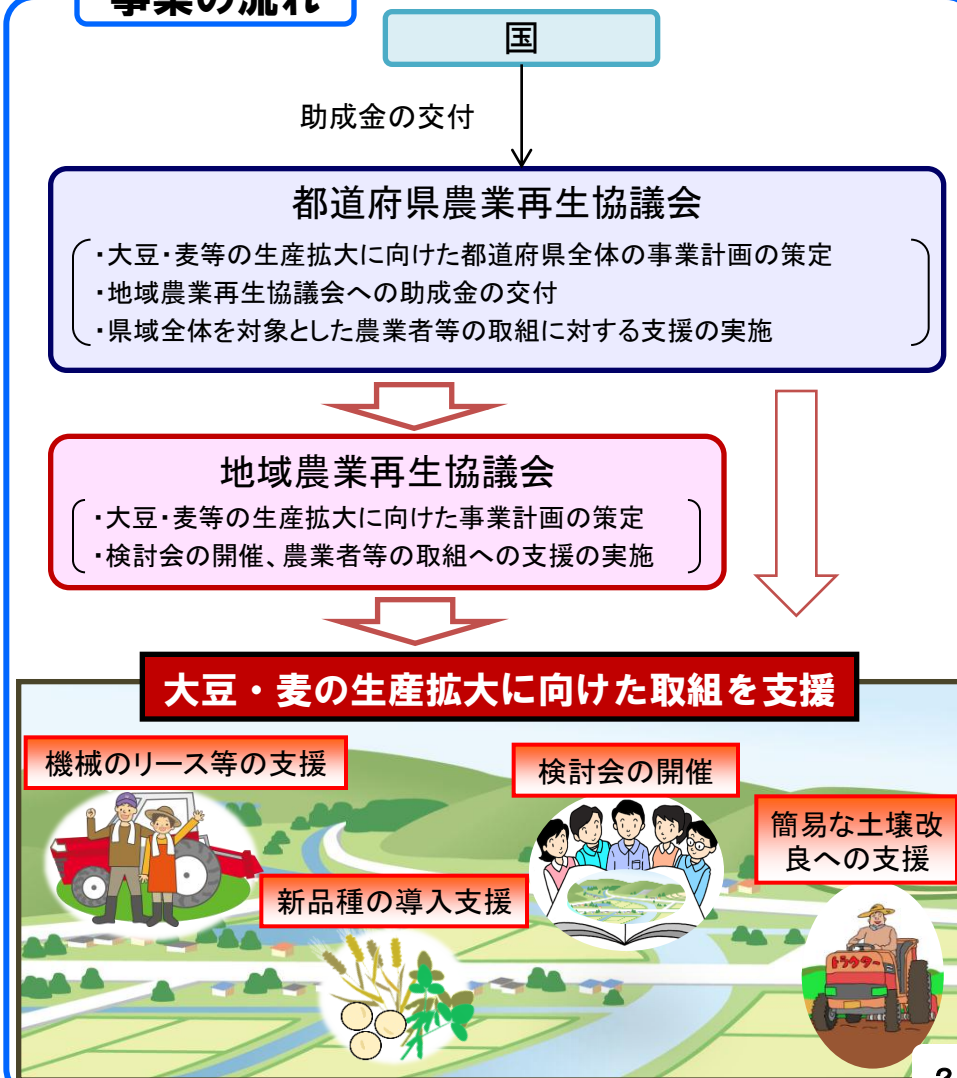 事業の流れ
国
助成金の交付
都道府県農業再生協議会
・大豆・麦等の生産拡大に向けた都道府県全体の事業計画の策定
・地域農業再生協議会への助成金の交付
・県域全体を対象とした農業者等の取組に対する支援の実施
地域農業再生協議会
・大豆・麦等の生産拡大に向けた事業計画の策定
・検討会の開催、農業者等の取組への支援の実施
大豆・麦の生産拡大に向けた取組を支援
機械のリース等の支援
検討会の開催
簡易な土壌改
良への支援
新品種の導入支援
トラクター